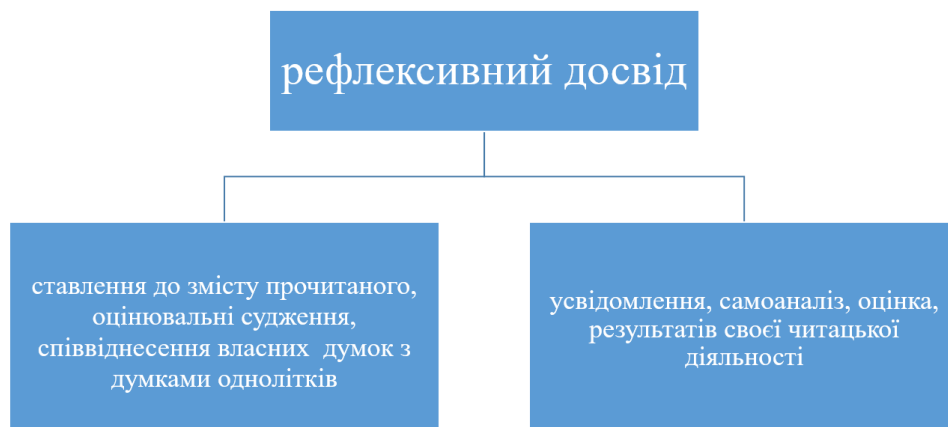 рефлексивний досвід
ставлення до змісту прочитаного,
оцінювальні судження,
співвіднесення власних думок з
думками однолітків
усвідомлення, самоаналіз, оцінка,
результатів своєї читацької
діяльності